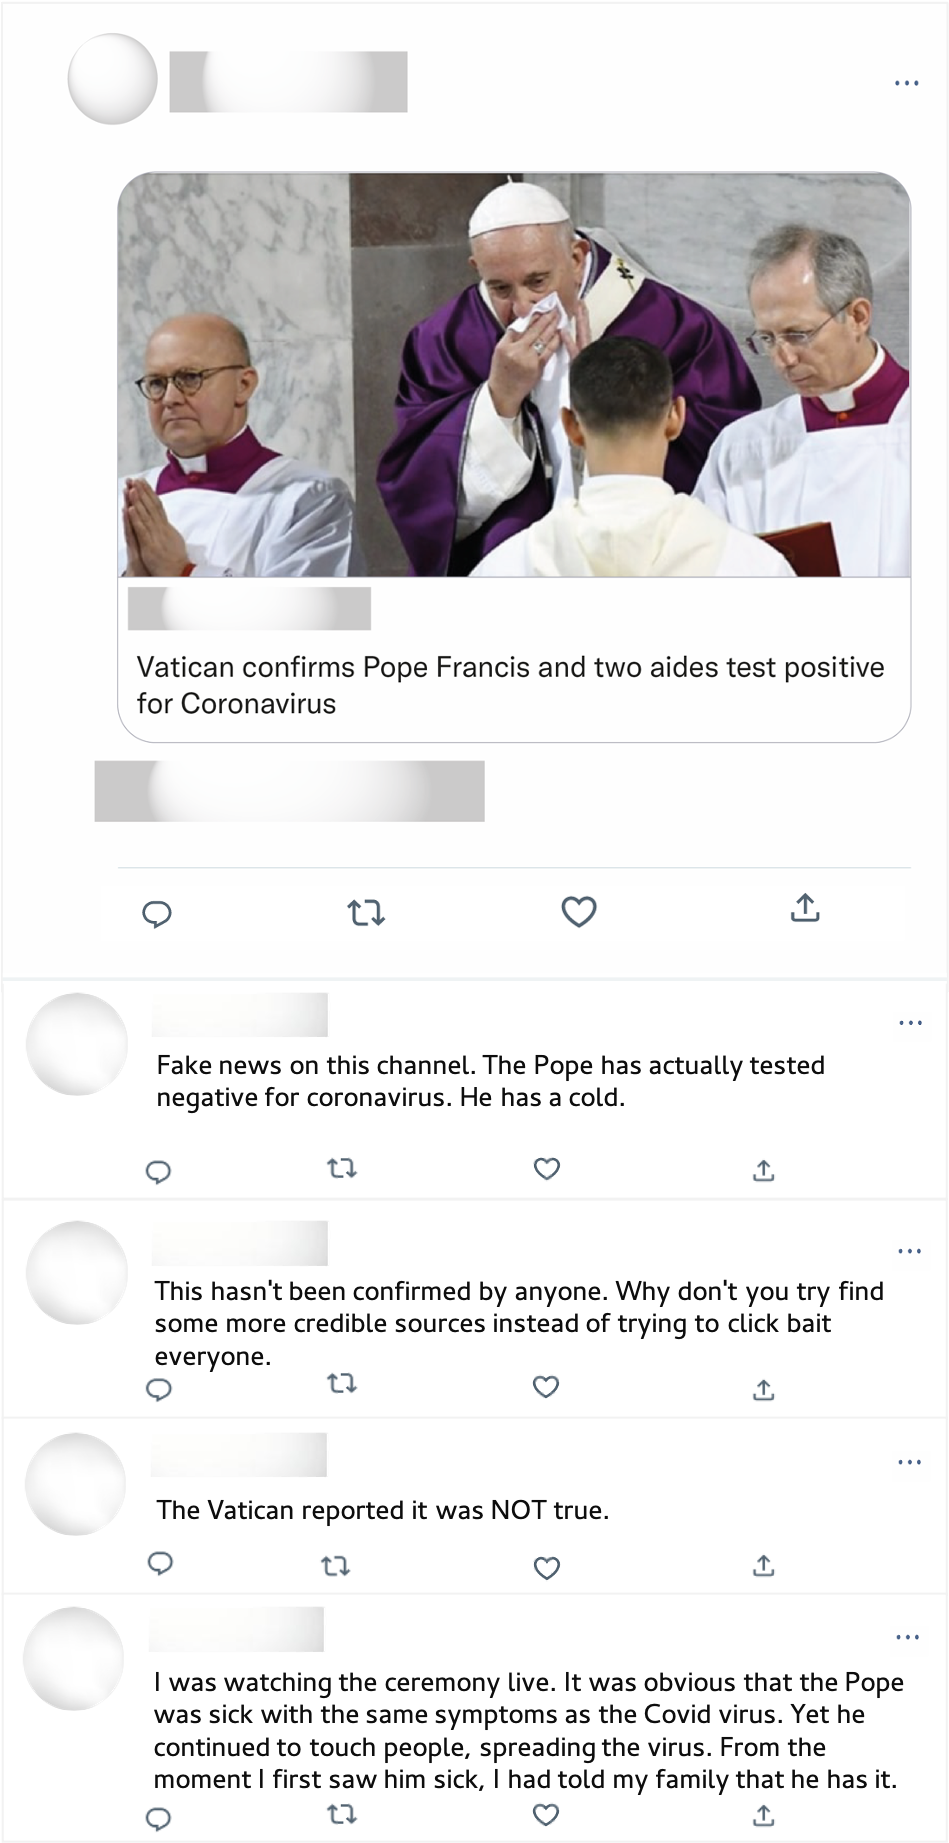 Vatican confirms Pope Francis and two aides test positive
for Coronavirus
Fake news on this channel. The Pope has actually tested
negative for coronavirus. He has a cold.
This hasn't been confirmed by anyone. Why don't you try find
some more credible sources instead of trying to click bait
everyone.
The Vatican reported it was NOT true.
I was watching the ceremony live. It was obvious that the Pope
was sick with the same symptoms as the Covid virus. Yet he
continued to touch people, spreading the virus. From the
moment I first saw him sick, I had told my family that he has it.